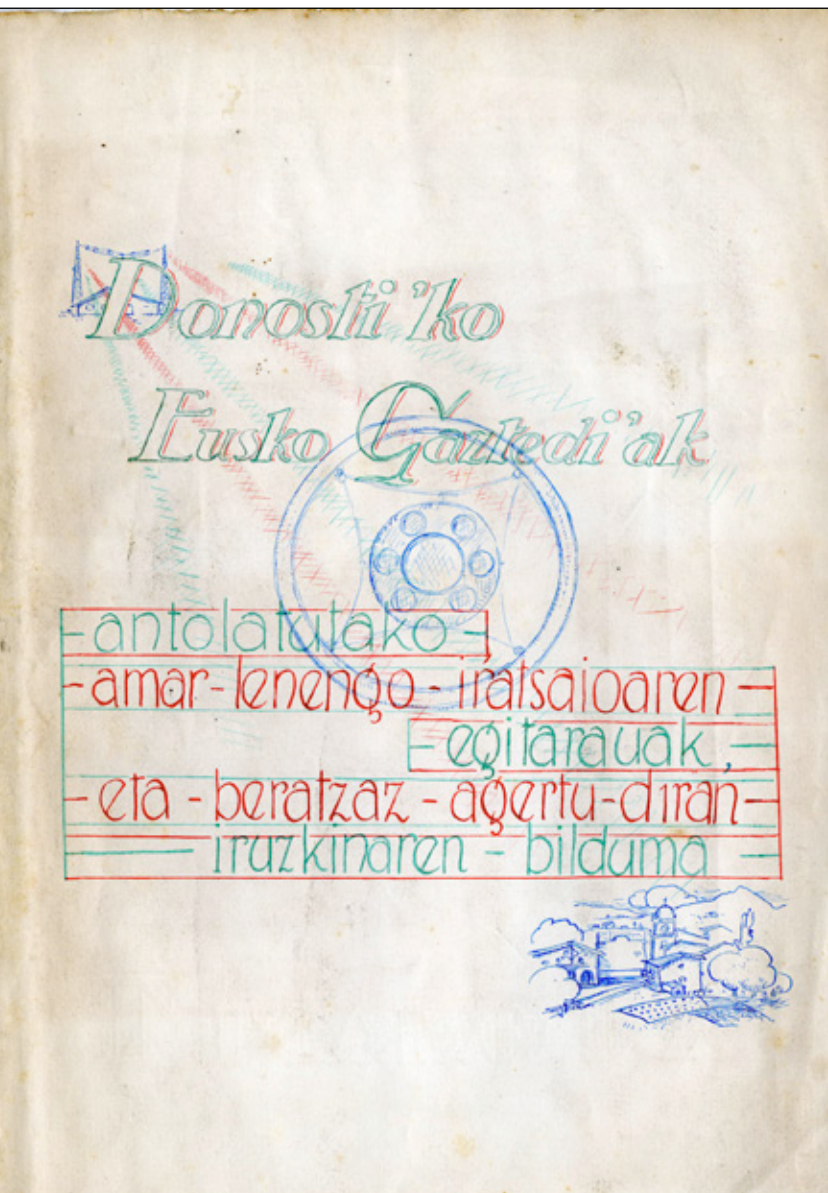 Donosti'ko
Eusko Gaztedi'ak
-antolatutako-
-amar-lenengo-iratsaioaren-
-egitarauak,-
-eta-beratzaz-agertu-diran-
-iruzkinaren-bilduma-